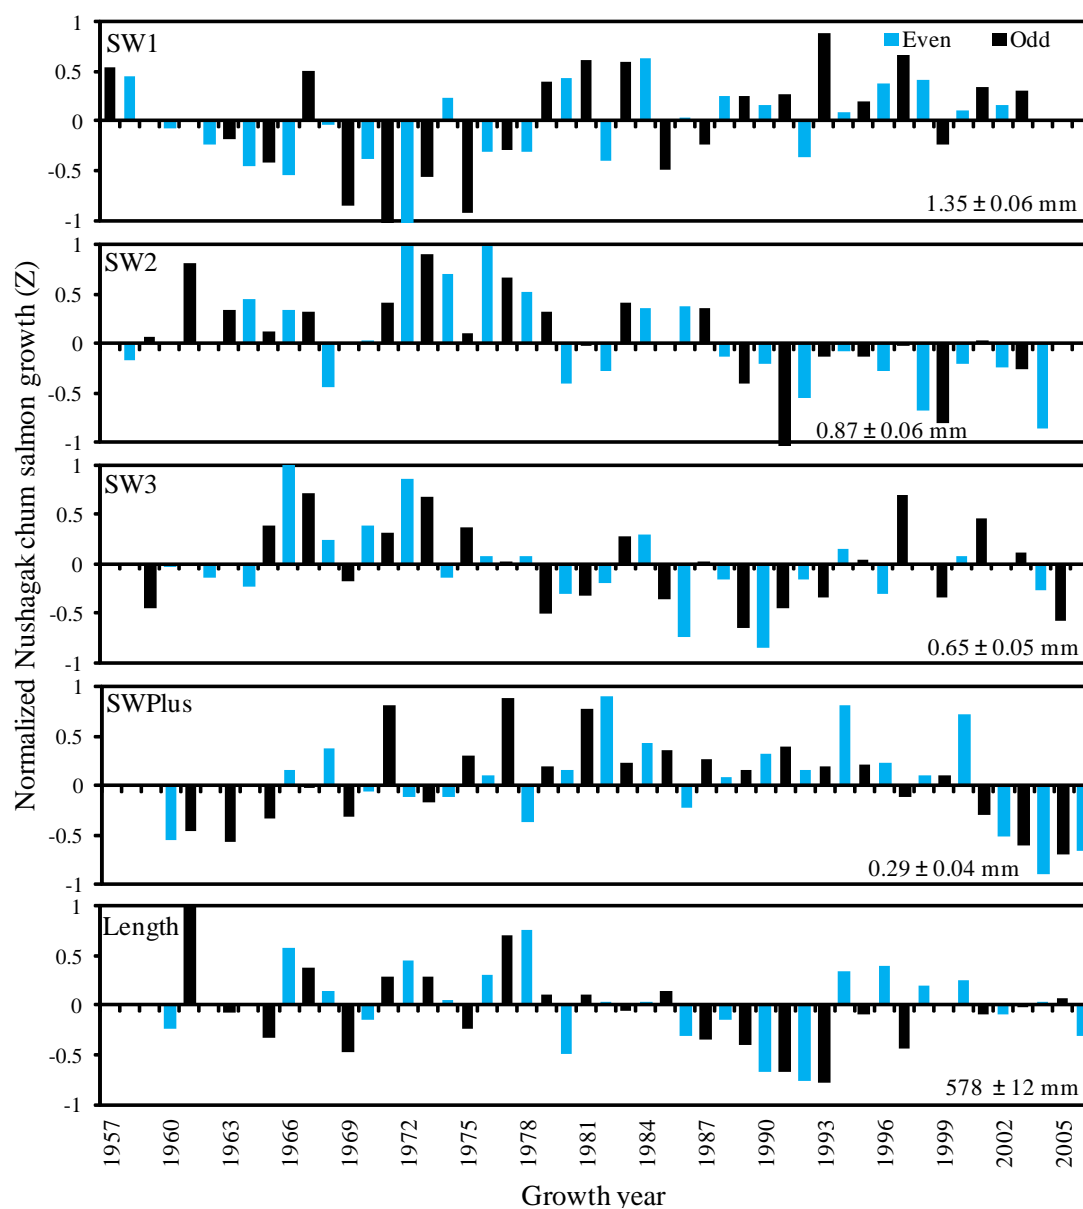 Normalized Nushagak chum salmon growth (Z)
SW1
Even Odd
1
0.5
0
-0.5
-1
1.35 ± 0.06 mm
SW2
1
0.5
0
-0.5
-1
0.87 ± 0.06 mm
SW3
1
0.5
0
-0.5
-1
0.65 ± 0.05 mm
SWPlus
1
0.5
0
-0.5
-1
0.29 ± 0.04 mm
Length
1
0.5
0
-0.5
-1
578 ± 12 mm
1957 1960 1963 1966 1969 1972 1975 1978 1981 1984 1987 1990 1993 1996 1999 2002 2005
Growth year